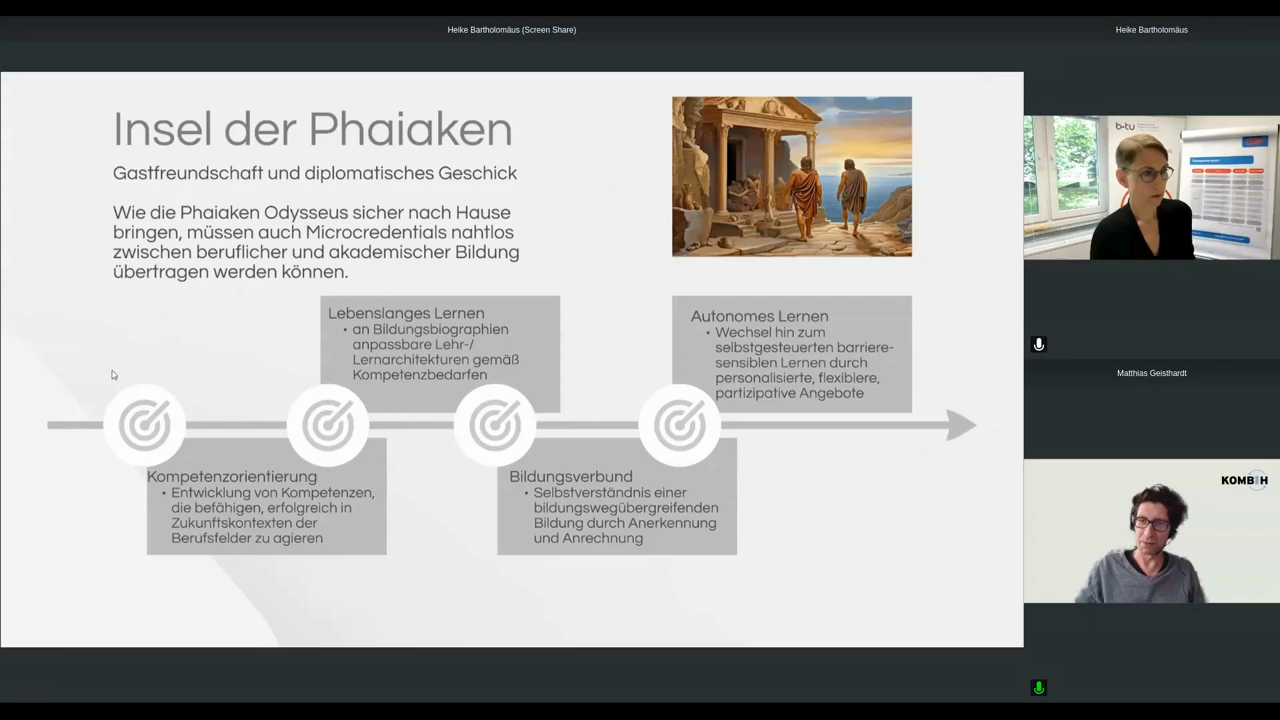 Heike Bartholomäus (Screen Share)
Heike Bartholomäus
Insel der Phaiaken
Gastfreundschaft und diplomatisches Geschick
Wie die Phaiaken Odysseus sicher nach Hause
bringen, müssen auch Microcredentials nahtlos
zwischen beruflicher und akademischer Bildung
übertragen werden können.
Lebenslanges Lernen
• an Bildungsbiographien
anpassbare Lehr-/
Lernarchitekturen gemäß
Kompetenzbedarfen
Autonomes Lernen
• Wechsel hin zum
selbstgesteuerten barriere-
sensiblen Lernen durch
personalisierte, flexiblere,
partizipative Angebote
Kompetenzorientierung
• Entwicklung von Kompetenzen,
die befähigen, erfolgreich in
Zukunftskontexten der
Berufsfelder zu agieren
Bildungsverbund
• Selbstverständnis einer
bildungswegübergreifenden
Bildung durch Anerkennung
und Anrechnung
b-tu
Matthias Geisthardt
KOMBIH